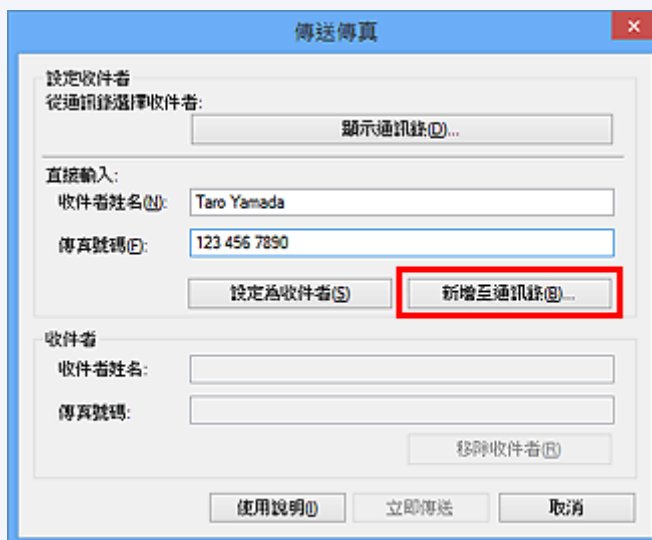 傳送傳真
設定收件者
從通訊錄選擇收件者:
顯示通訊錄(D)...
直接輸入:
收件者姓名(N): Taro Yamada
傳真號碼(F): 123 456 7890
設定為收件者(S) 新增至通訊錄(B)...
收件者
收件者姓名:
傳真號碼:
移除收件者(R)
使用說明(I) 立即傳送 取消